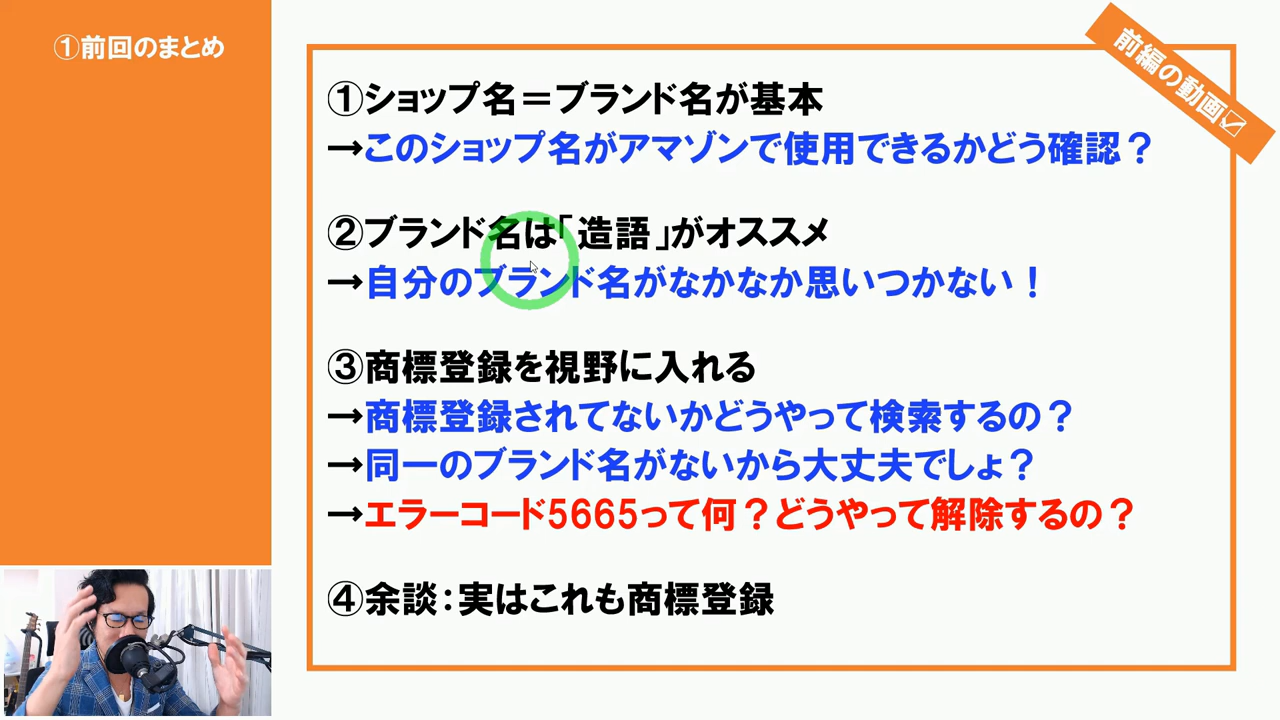 ①前回のまとめ
前編の動画☑
①ショップ名＝ブランド名が基本
→このショップ名がアマゾンで使用できるかどう確認？
②ブランド名は「造語」がオススメ
→自分のブランド名がなかなか思いつかない！
③商標登録を視野に入れる
→商標登録されてないかどうやって検索するの？
→同一のブランド名がないから大丈夫でしょ？
→エラーコード5665って何？どうやって解除するの？
④余談：実はこれも商標登録